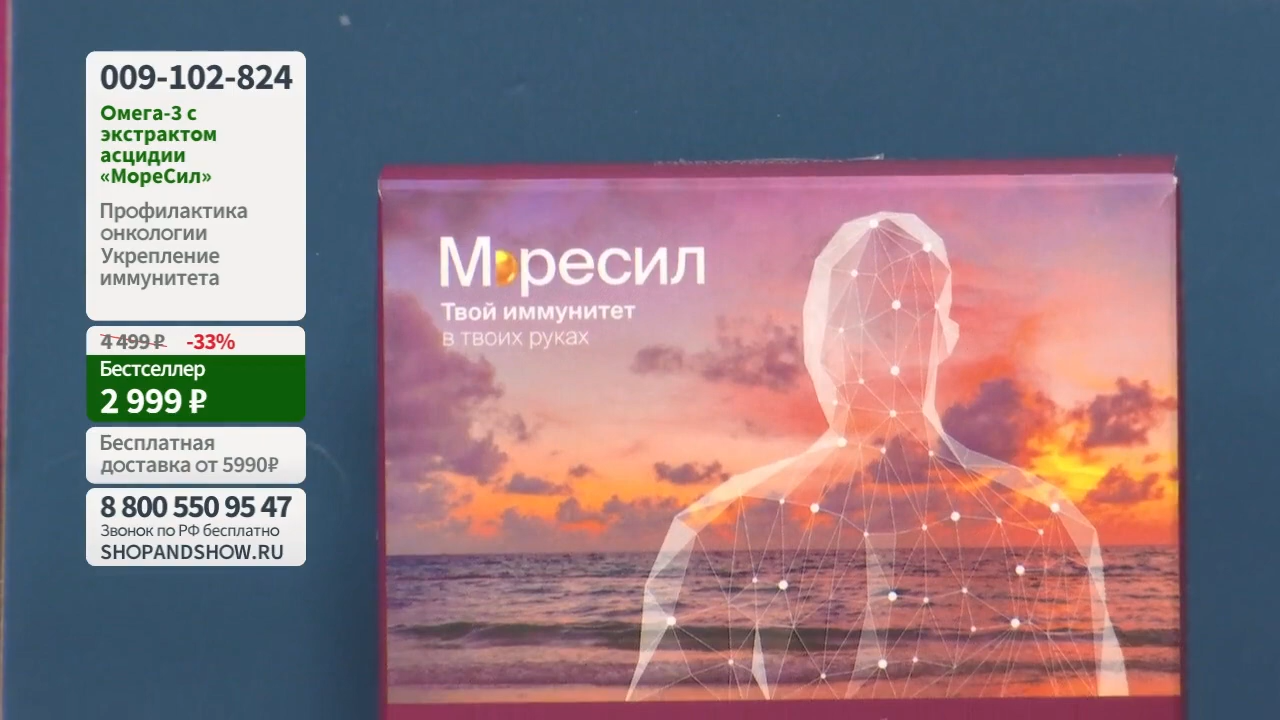 009-102-824
Омега-3 с
экстрактом
асцидии
«МореСил»
Профилактика
онкологии
Укрепление
иммунитета
4 499 ₽ -33%
Бестселлер
2 999 ₽
Бесплатная
доставка от 5990₽
8 800 550 95 47
Звонок по РФ бесплатно
SHOPANDSHOW.RU
Моресил
Твой иммунитет
в твоих руках